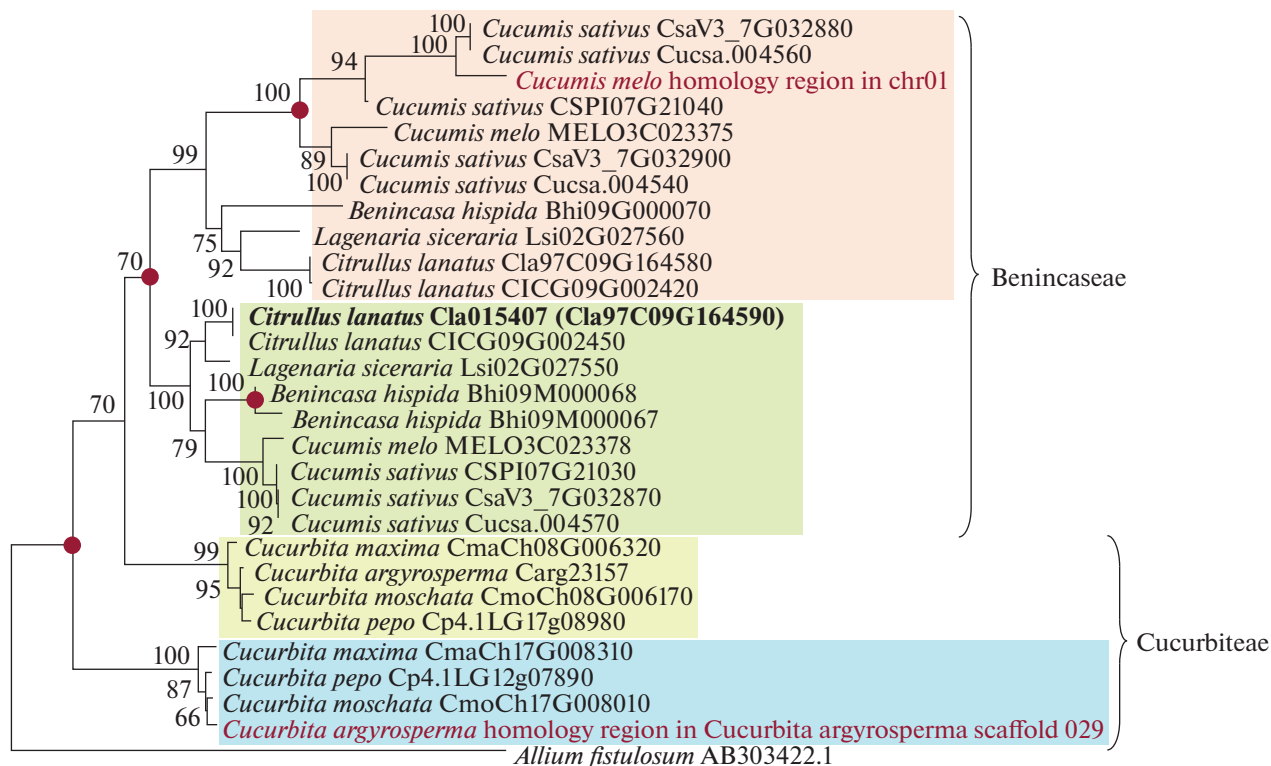 100
Cucumis sativus CsaV3_7G032880
100
Cucumis sativus Cucsa.004560
94
Cucumis melo homology region in chr01
100
Cucumis sativus CSPI07G21040
Cucumis melo MELO3C023375
99
89
Cucumis sativus CsaV3_7G032900
100
Cucumis sativus Cucsa.004540
Benincasa hispida Bhi09G000070
75
Lagenaria siceraria Lsi02G027560
92
Citrullus lanatus Cla97C09G164580
70
100
Citrullus lanatus CICG09G002420
Benincaseae
100
Citrullus lanatus Cla015407 (Cla97C09G164590)
92
Citrullus lanatus CICG09G002450
Lagenaria siceraria Lsi02G027550
100
Benincasa hispida Bhi09M000068
100
70
Benincasa hispida Bhi09M000067
79
Cucumis melo MELO3C023378
100
Cucumis sativus CSPI07G21030
100
Cucumis sativus CsaV3_7G032870
92
Cucumis sativus Cucsa.004570
99
Cucurbita maxima CmaCh08G006320
Cucurbita argyrosperma Carg23157
95
Cucurbita moschata CmoCh08G006170
Cucurbita pepo Cp4.1LG17g08980
Cucurbiteae
100
Cucurbita maxima CmaCh17G008310
87
Cucurbita pepo Cp4.1LG12g07890
Cucurbita moschata CmoCh17G008010
66
Cucurbita argyrosperma homology region in Cucurbita argyrosperma scaffold 029
Allium fistulosum AB303422.1